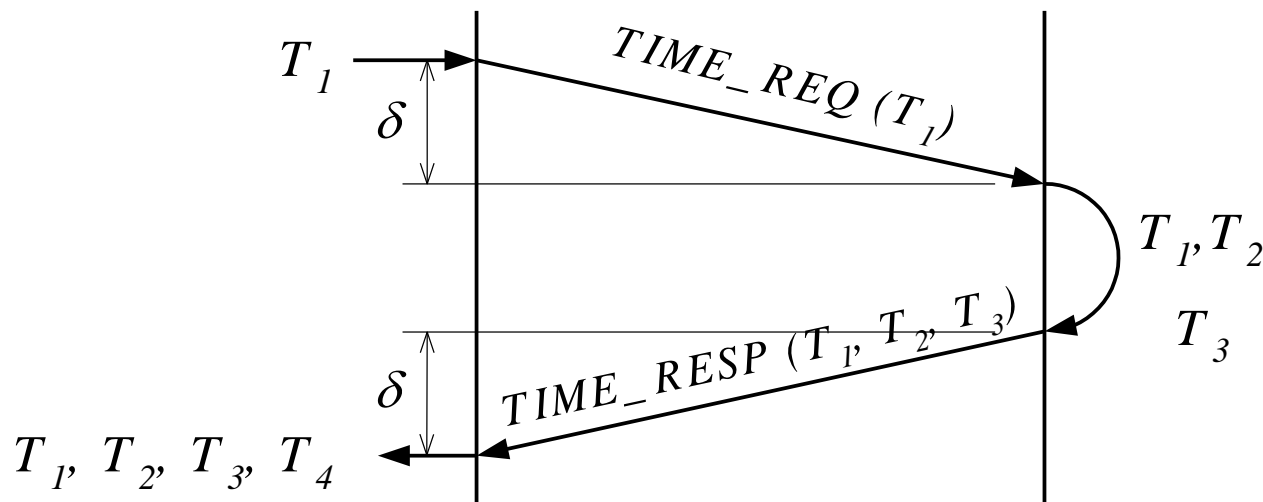 T1
TIME_REQ (T1)
δ
T1, T2
T3
TIME_RESP (T1, T2, T3)
δ
T1, T2, T3, T4